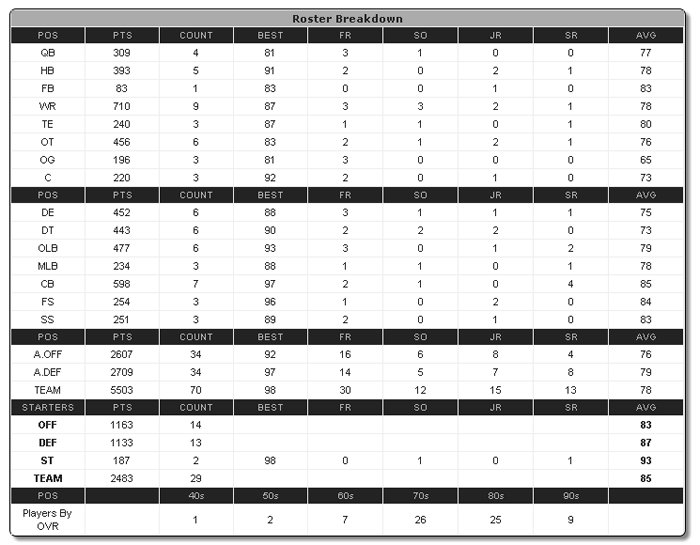 Roster Breakdown
POS PTS COUNT BEST FR SO JR SR AVG
QB 309 4 81 3 1 0 0 77
HB 393 5 91 2 0 2 1 78
FB 83 1 83 0 0 1 0 83
WR 710 9 87 3 3 2 1 78
TE 240 3 87 1 1 0 1 80
OT 456 6 83 2 1 2 1 76
OG 196 3 81 3 0 0 0 65
C 220 3 92 2 0 1 0 73
POS PTS COUNT BEST FR SO JR SR AVG
DE 452 6 88 3 1 1 1 75
DT 443 6 90 2 2 2 0 73
OLB 477 6 93 3 0 1 2 79
MLB 234 3 88 1 1 0 1 78
CB 598 7 97 2 1 0 4 85
FS 254 3 96 1 0 2 0 84
SS 251 3 89 2 0 1 0 83
POS PTS COUNT BEST FR SO JR SR AVG
A.OFF 2607 34 92 16 6 8 4 76
A.DEF 2709 34 97 14 5 7 8 79
TEAM 5503 70 98 30 12 15 13 78
STARTERS PTS COUNT BEST FR SO JR SR AVG
OFF 1163 14 83
DEF 1133 13 87
ST 187 2 98 0 1 0 1 93
TEAM 2483 29 85
POS 40s 50s 60s 70s 80s 90s
Players By
OVR 1 2 7 26 25 9